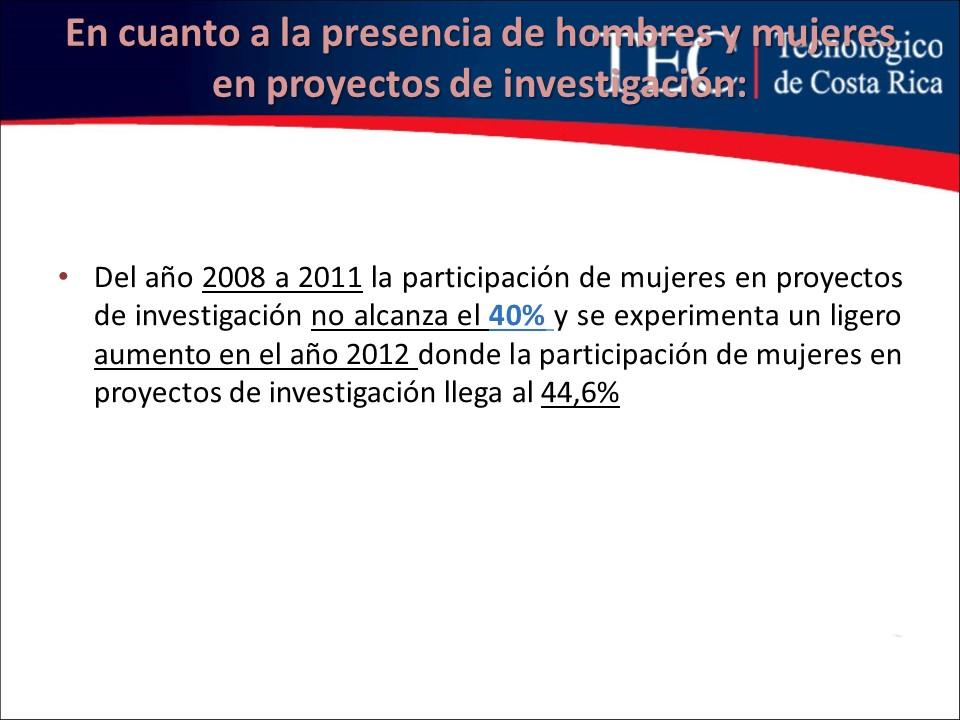 En cuanto a la presencia de hombres y mujeres
en proyectos de investigación:
TEC | Tecnológico
de Costa Rica
• Del año 2008 a 2011 la participación de mujeres en proyectos
de investigación no alcanza el 40% y se experimenta un ligero
aumento en el año 2012 donde la participación de mujeres en
proyectos de investigación llega al 44,6%